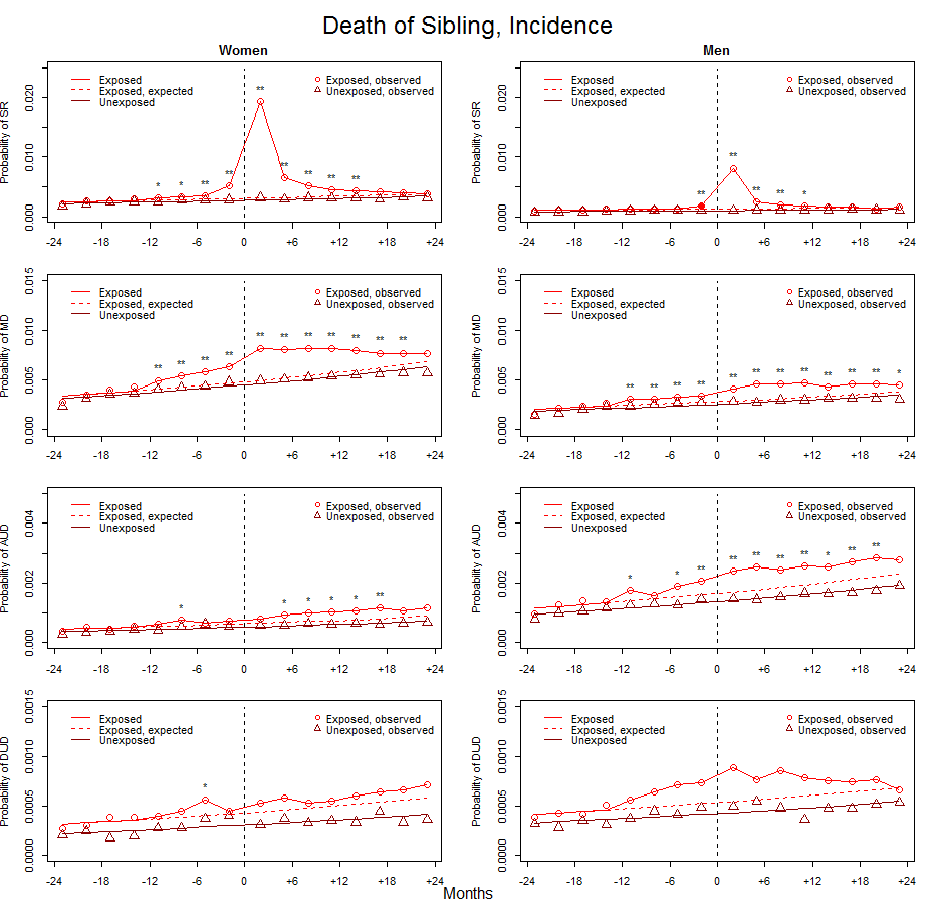 Death of Sibling, Incidence
Women
Men
Probability of SR
0.000 0.010 0.020
Exposed
Exposed, expected
Unexposed
Exposed, observed
Unexposed, observed
* * ** ** ** ** ** ** **
-24 -18 -12 -6 0 +6 +12 +18 +24
Probability of SR
0.000 0.010 0.020
Exposed
Exposed, expected
Unexposed
Exposed, observed
Unexposed, observed
** ** ** ** *
-24 -18 -12 -6 0 +6 +12 +18 +24
Probability of MD
0.000 0.005 0.010 0.015
Exposed
Exposed, expected
Unexposed
Exposed, observed
Unexposed, observed
** ** ** ** ** ** ** ** ** ** **
-24 -18 -12 -6 0 +6 +12 +18 +24
Probability of MD
0.000 0.005 0.010 0.015
Exposed
Exposed, expected
Unexposed
Exposed, observed
Unexposed, observed
** ** ** ** ** ** ** ** ** ** ** *
-24 -18 -12 -6 0 +6 +12 +18 +24
Probability of AUD
0.000 0.002 0.004
Exposed
Exposed, expected
Unexposed
Exposed, observed
Unexposed, observed
* * * * * **
-24 -18 -12 -6 0 +6 +12 +18 +24
Probability of AUD
0.000 0.002 0.004
Exposed
Exposed, expected
Unexposed
Exposed, observed
Unexposed, observed
* * ** ** ** ** ** * ** **
-24 -18 -12 -6 0 +6 +12 +18 +24
Probability of DUD
0.0000 0.0005 0.0010 0.0015
Exposed
Exposed, expected
Unexposed
Exposed, observed
Unexposed, observed
*
-24 -18 -12 -6 0 +6 +12 +18 +24
Probability of DUD
0.0000 0.0005 0.0010 0.0015
Exposed
Exposed, expected
Unexposed
Exposed, observed
Unexposed, observed
-24 -18 -12 -6 0 +6 +12 +18 +24
Months